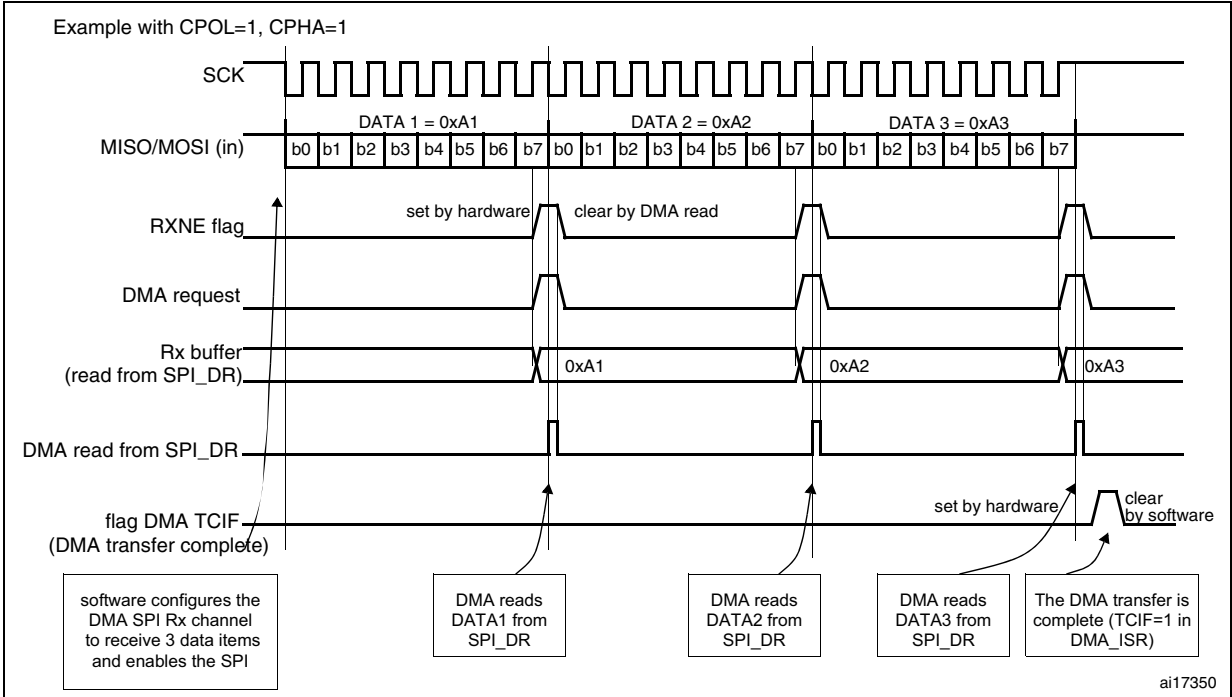 Example with CPOL=1, CPHA=1
SCK
DATA 1 = 0xA1 DATA 2 = 0xA2 DATA 3 = 0xA3
MISO/MOSI (in) b0 b1 b2 b3 b4 b5 b6 b7 b0 b1 b2 b3 b4 b5 b6 b7 b0 b1 b2 b3 b4 b5 b6 b7
RXNE flag set by hardware clear by DMA read
DMA request
Rx buffer
(read from SPI_DR) 0xA1 0xA2 0xA3
DMA read from SPI_DR
flag DMA TCIF
(DMA transfer complete)
set by hardware
clear
by software
software configures the
DMA SPI Rx channel
to receive 3 data items
and enables the SPI
DMA reads
DATA1 from
SPI_DR
DMA reads
DATA2 from
SPI_DR
DMA reads
DATA3 from
SPI_DR
The DMA transfer is
complete (TCIF=1 in
DMA_ISR)
ai17350